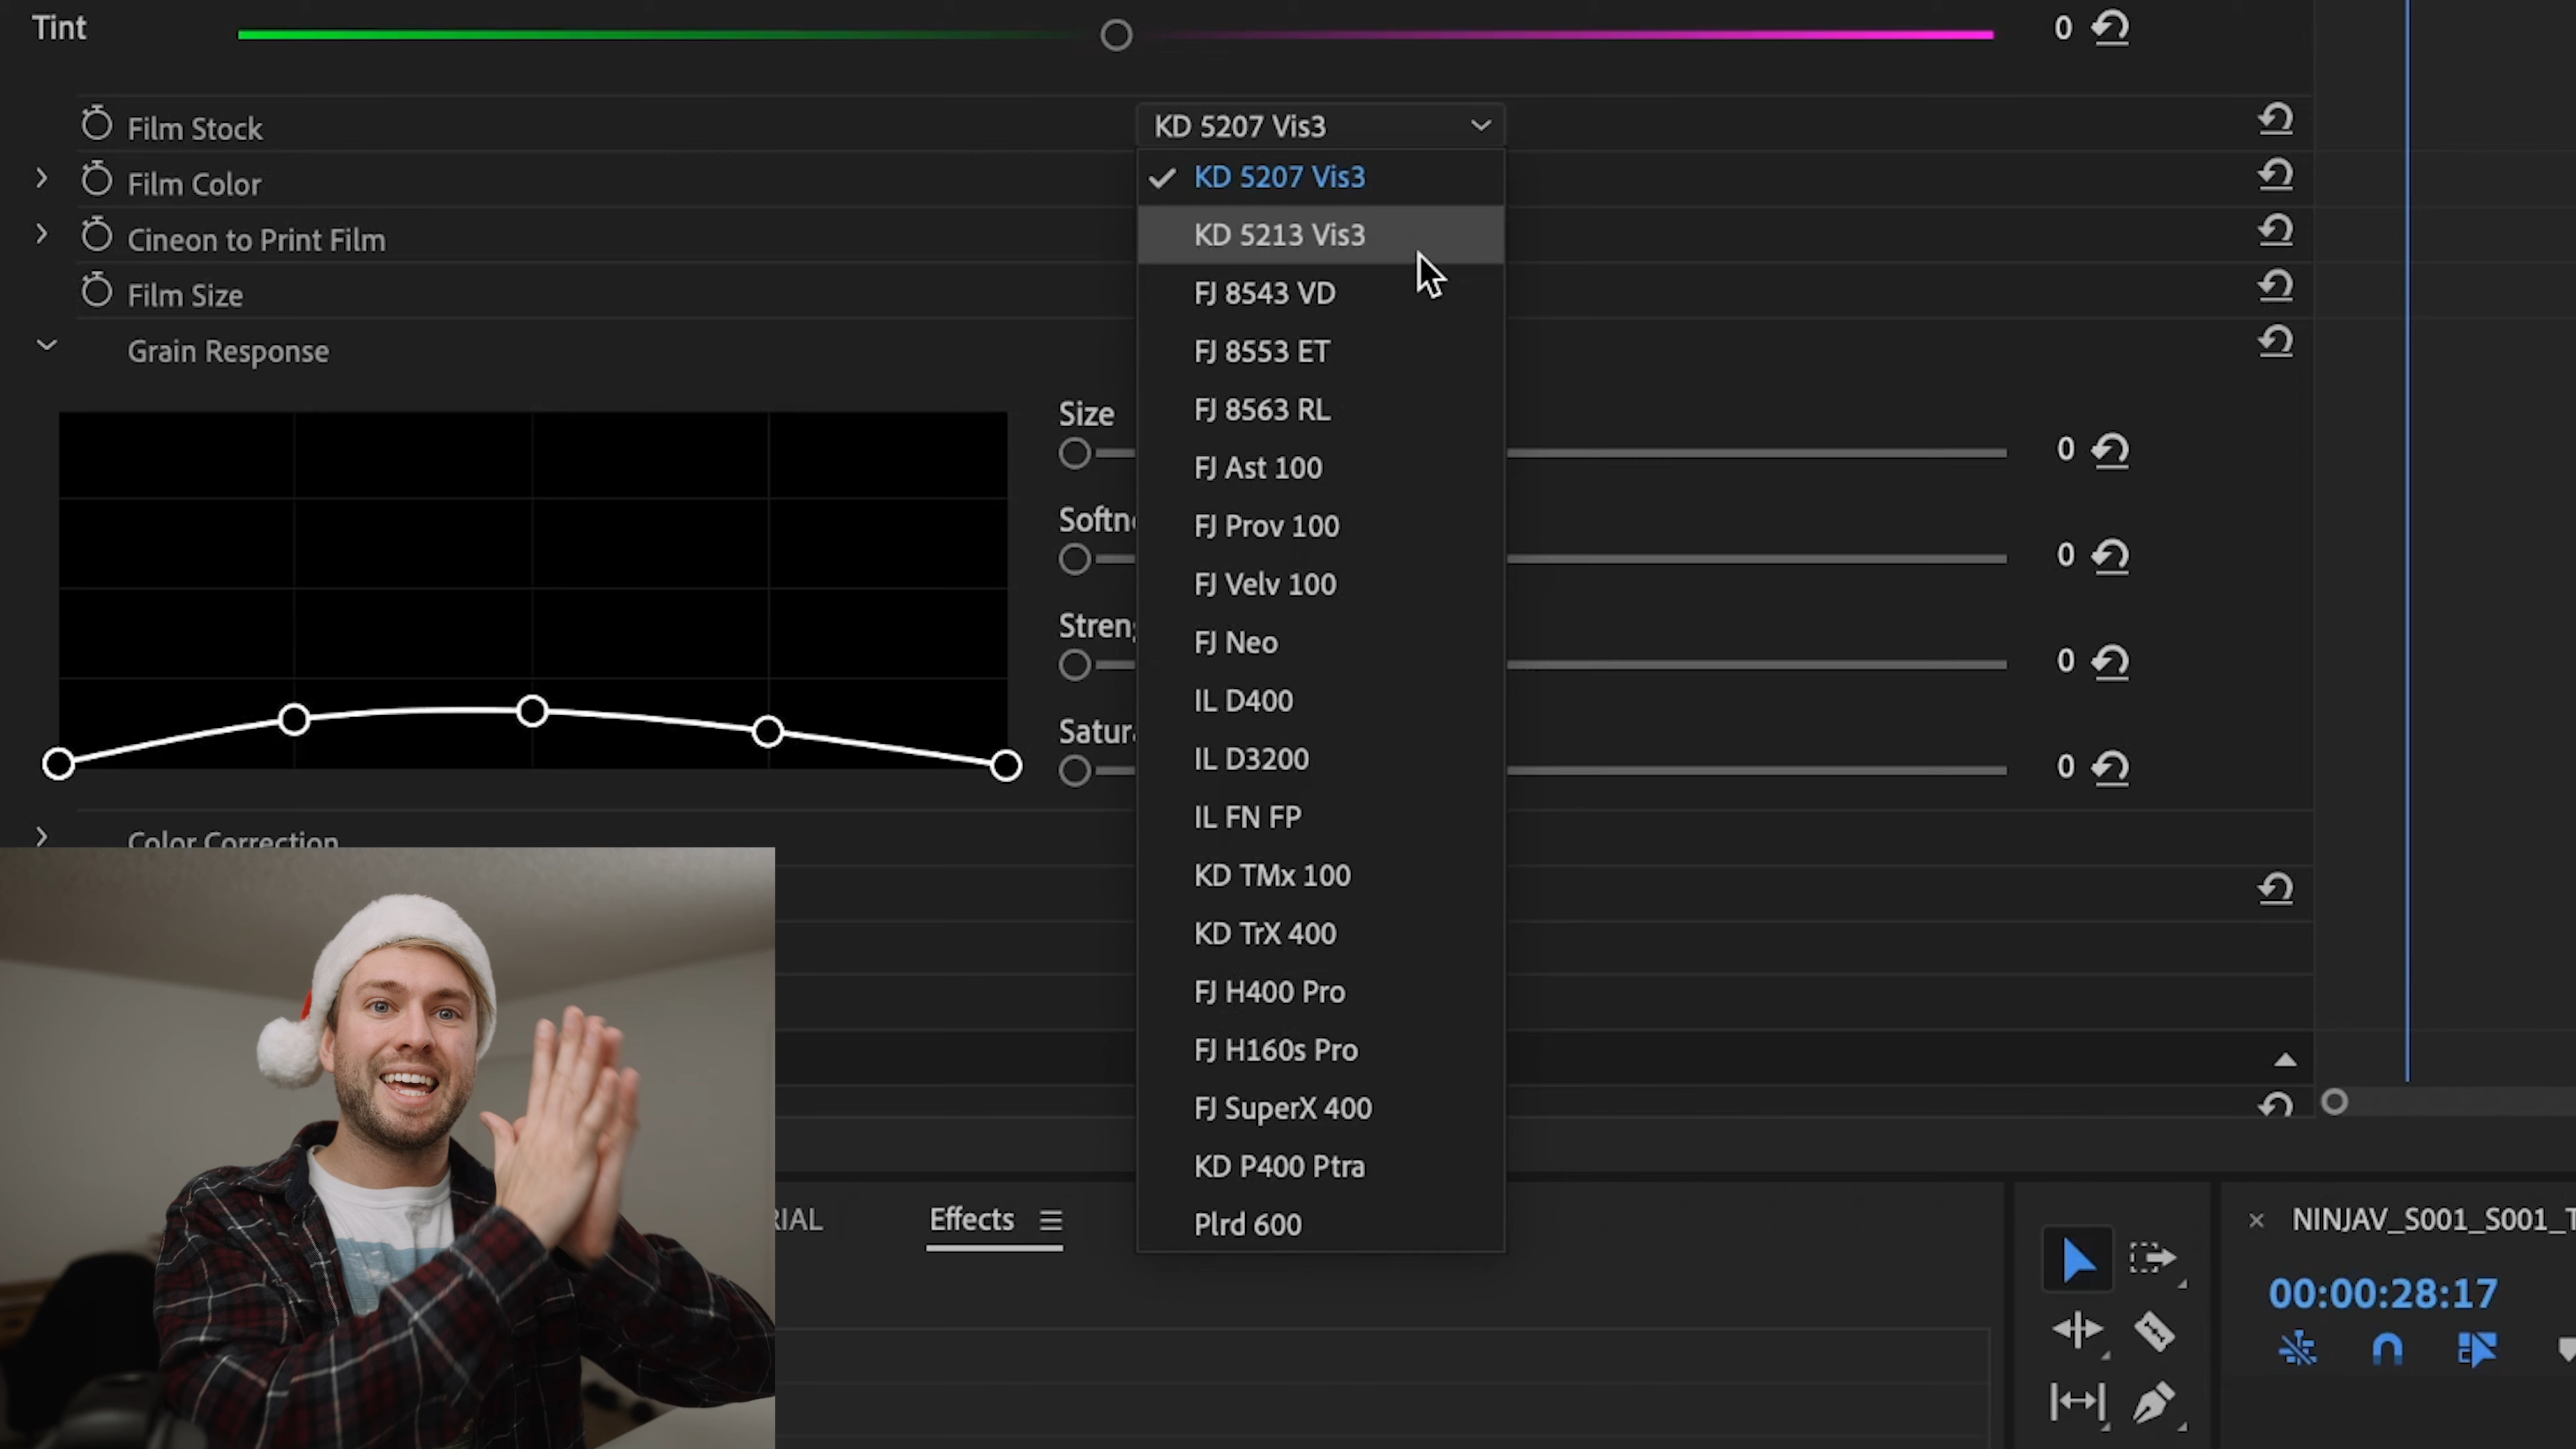 Tint 0
Film Stock KD 5207 Vis3
Film Color
Cineon to Print Film
Film Size
Grain Response
KD 5207 Vis3
KD 5213 Vis3
FJ 8543 VD
FJ 8553 ET
FJ 8563 RL
FJ Ast 100
FJ Prov 100
FJ Velv 100
FJ Neo
IL D400
IL D3200
IL FN FP
KD TMx 100
KD TrX 400
FJ H400 Pro
FJ H160s Pro
FJ SuperX 400
KD P400 Ptra
Plrd 600
Size
0
Softne
0
Streng
0
Satura
0
Color Correction
RIAL
Effects
NINJAV_S001_S001_T
00:00:28:17